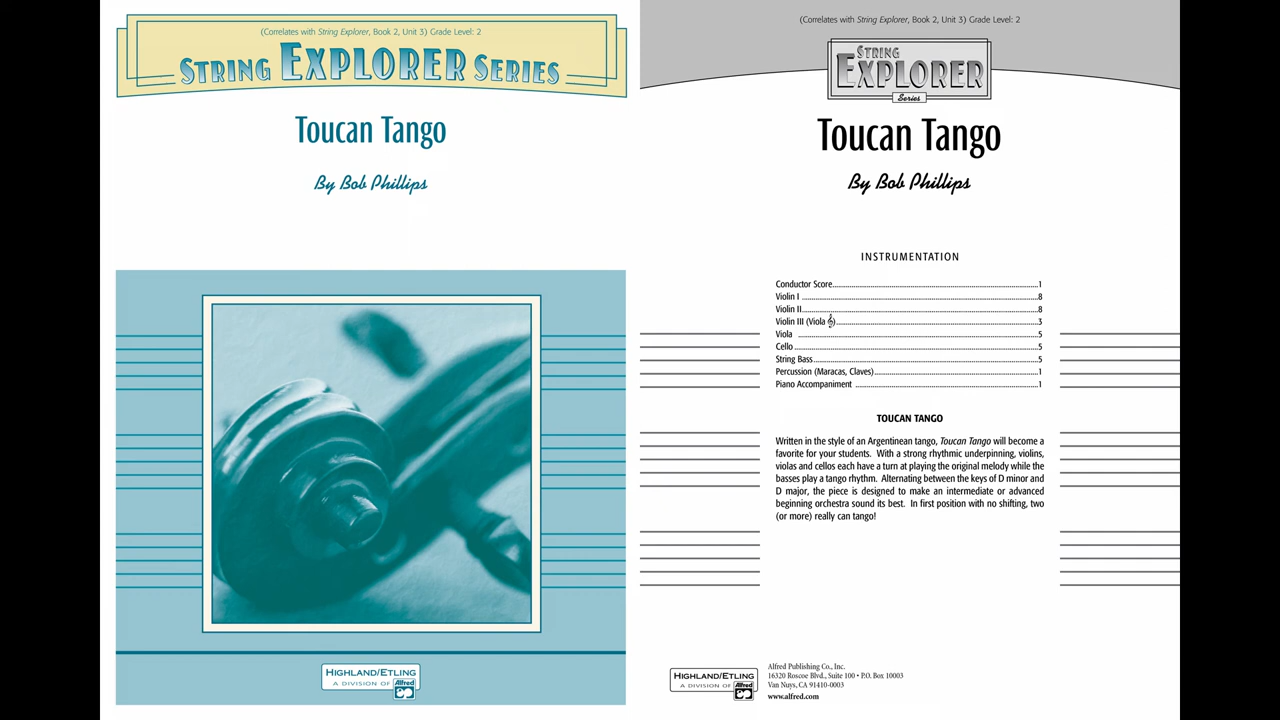 (Correlates with String Explorer, Book 2, Unit 3) Grade Level: 2
STRING EXPLORER SERIES
Toucan Tango
By Bob Phillips
HIGHLAND/ETLING
A DIVISION OF Alfred
(Correlates with String Explorer, Book 2, Unit 3) Grade Level: 2
STRING
EXPLORER
Series
Toucan Tango
By Bob Phillips
INSTRUMENTATION
Conductor Score 1
Violin I 8
Violin II 8
Violin III (Viola 𝄞) 3
Viola 5
Cello 5
String Bass 5
Percussion (Maracas, Claves) 1
Piano Accompaniment 1
TOUCAN TANGO
Written in the style of an Argentinean tango, Toucan Tango will become a
favorite for your students. With a strong rhythmic underpinning, violins,
violas and cellos each have a turn at playing the original melody while the
basses play a tango rhythm. Alternating between the keys of D minor and
D major, the piece is designed to make an intermediate or advanced
beginning orchestra sound its best. In first position with no shifting, two
(or more) really can tango!
HIGHLAND/ETLING
A DIVISION OF Alfred
Alfred Publishing Co., Inc.
16320 Roscoe Blvd., Suite 100 • P.O. Box 10003
Van Nuys, CA 91410-0003
www.alfred.com